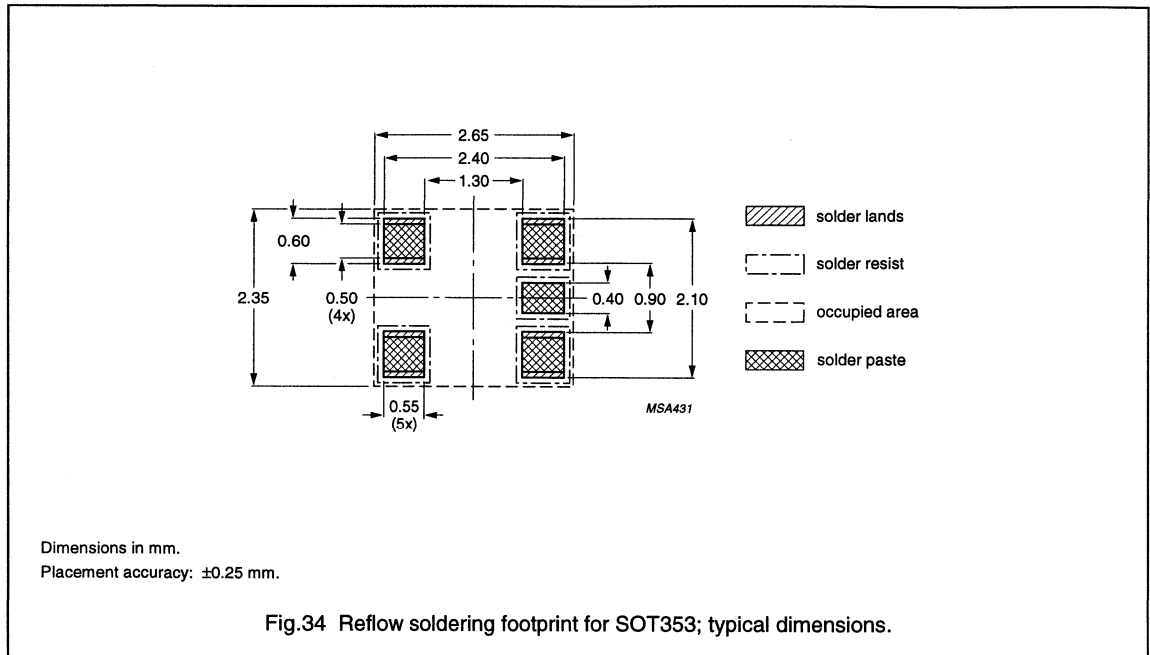 2.65
2.40
1.30
0.60
2.35
0.50
(4x)
0.40
0.90
2.10
0.55
(5x)
MSA431
solder lands
solder resist
occupied area
solder paste
Dimensions in mm.
Placement accuracy: ±0.25 mm.
Fig.34 Reflow soldering footprint for SOT353; typical dimensions.